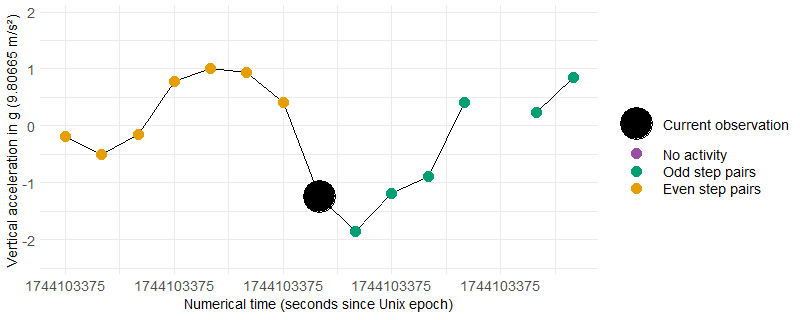 Vertical acceleration in g (9.80665 m/s²)
2
1
0
-1
-2
1744103375 1744103375 1744103375 1744103375 1744103375
Numerical time (seconds since Unix epoch)
Current observation
No activity
Odd step pairs
Even step pairs